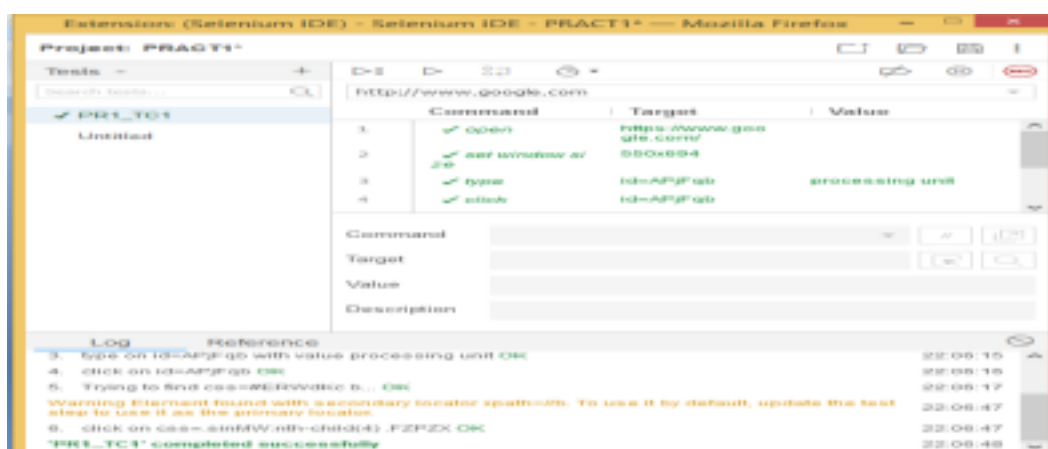 Extension: (Selenium IDE) - Selenium IDE - PRACT1* — Mozilla Firefox
Project: PRACT1*
Tests
Search tests...
http://www.google.com
PR1_TC1
Untitled
Command Target Value
1 open https://www.goo
gle.com/
2 set window si
ze 550x694
3 type id=APjFqb processing unit
4 click id=APjFqb
Command
Target
Value
Description
Log Reference
3. type on id=APjFqb with value processing unit OK 22:08:15
4. click on id=APjFqb OK 22:08:16
5. Trying to find css=#ERWdKc b... OK 22:08:17
Warning Element found with secondary locator xpath=//b. To use it by default, update the test 22:08:47
step to use it as the primary locator.
6. click on css=.sinMW:nth-child(4) .PZPZX OK 22:08:47
'PR1_TC1' completed successfully 22:08:48